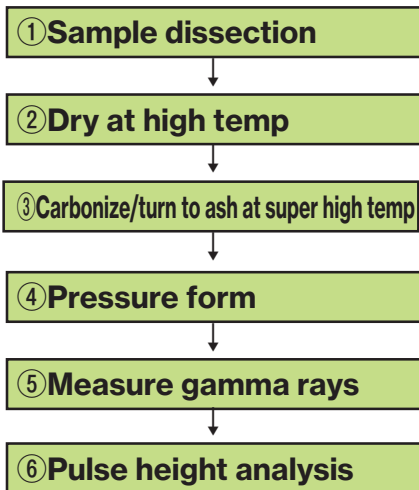 ①Sample dissection
②Dry at high temp
③Carbonize/turn to ash at super high temp
④Pressure form
⑤Measure gamma rays
⑥Pulse height analysis